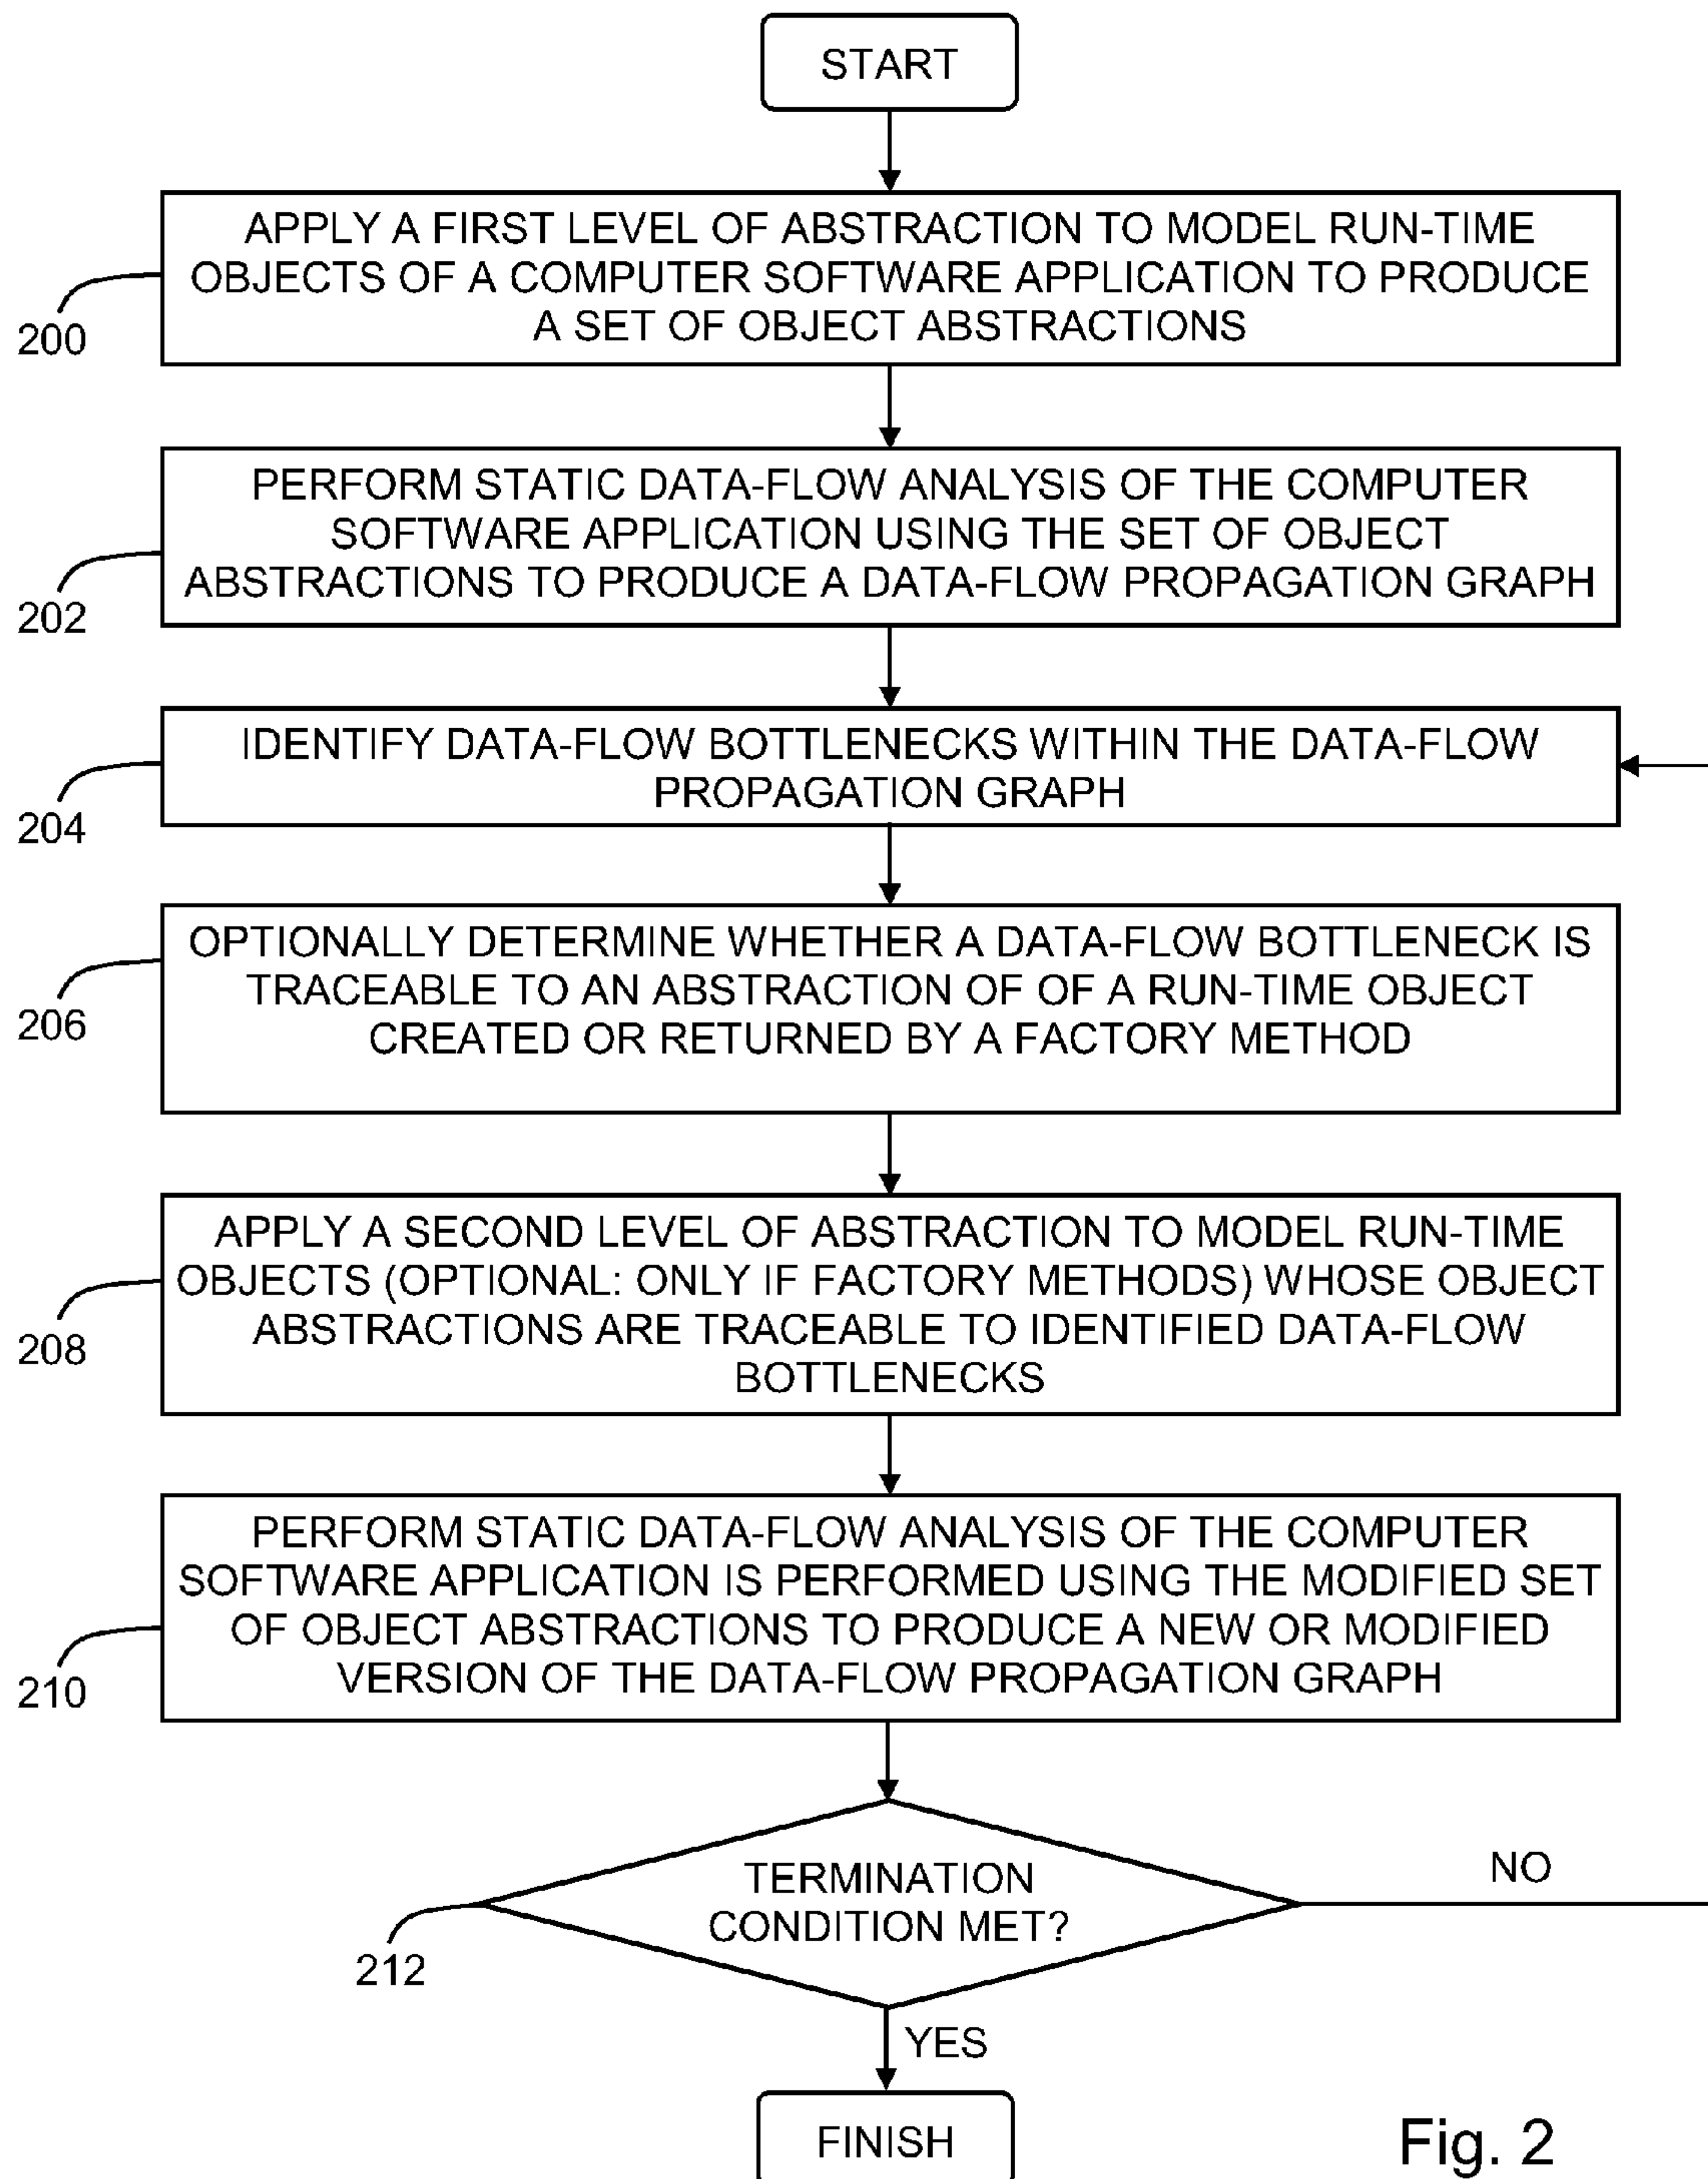 START
APPLY A FIRST LEVEL OF ABSTRACTION TO MODEL RUN-TIME
OBJECTS OF A COMPUTER SOFTWARE APPLICATION TO PRODUCE
A SET OF OBJECT ABSTRACTIONS
200
PERFORM STATIC DATA-FLOW ANALYSIS OF THE COMPUTER
SOFTWARE APPLICATION USING THE SET OF OBJECT
ABSTRACTIONS TO PRODUCE A DATA-FLOW PROPAGATION GRAPH
202
IDENTIFY DATA-FLOW BOTTLENECKS WITHIN THE DATA-FLOW
PROPAGATION GRAPH
204
OPTIONALLY DETERMINE WHETHER A DATA-FLOW BOTTLENECK IS
TRACEABLE TO AN ABSTRACTION OF OF A RUN-TIME OBJECT
CREATED OR RETURNED BY A FACTORY METHOD
206
APPLY A SECOND LEVEL OF ABSTRACTION TO MODEL RUN-TIME
OBJECTS (OPTIONAL: ONLY IF FACTORY METHODS) WHOSE OBJECT
ABSTRACTIONS ARE TRACEABLE TO IDENTIFIED DATA-FLOW
BOTTLENECKS
208
PERFORM STATIC DATA-FLOW ANALYSIS OF THE COMPUTER
SOFTWARE APPLICATION IS PERFORMED USING THE MODIFIED SET
OF OBJECT ABSTRACTIONS TO PRODUCE A NEW OR MODIFIED
VERSION OF THE DATA-FLOW PROPAGATION GRAPH
210
TERMINATION
CONDITION MET?
NO
212
YES
FINISH
Fig. 2